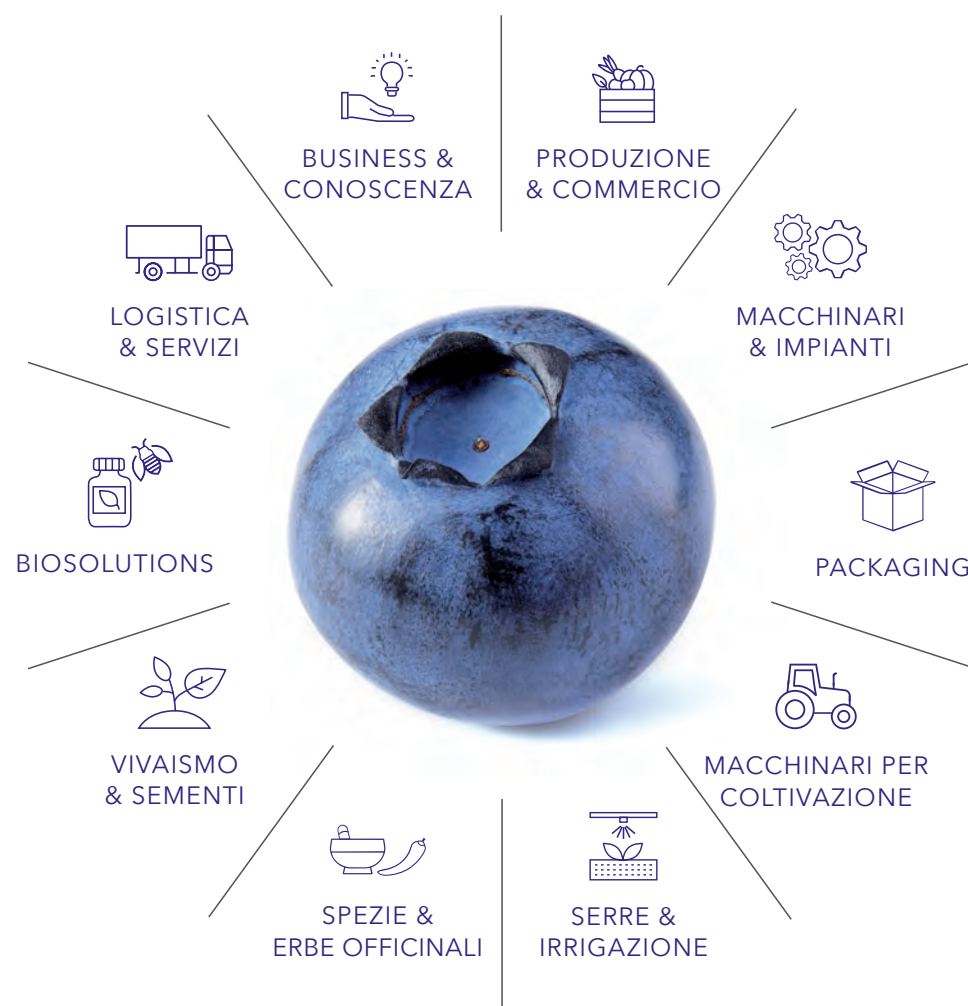 BUSINESS &
CONOSCENZA
PRODUZIONE
& COMMERCIO
LOGISTICA
& SERVIZI
MACCHINARI
& IMPIANTI
BIOSOLUTIONS
PACKAGING
VIVAISMO
& SEMENTI
MACCHINARI PER
COLTIVAZIONE
SPEZIE &
ERBE OFFICINALI
SERRE &
IRRIGAZIONE